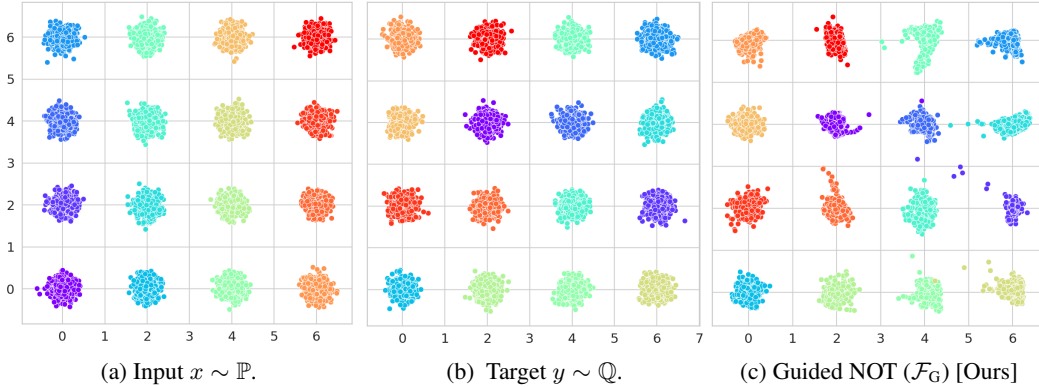 6
5
4
3
2
1
0
0 1 2 3 4 5 6
0 1 2 3 4 5 6 7
0 1 2 3 4 5 6
(a) Input x ∼ ℙ.
(b) Target y ∼ ℚ.
(c) Guided NOT (ℱ_G) [Ours]